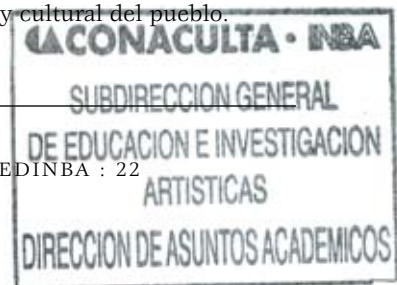 y cultural del pueblo.
CONACULTA • INBA
SUBDIRECCION GENERAL
DE EDUCACION E INVESTIGACION
EDINBA : 22
ARTISTICAS
DIRECCION DE ASUNTOS ACADEMICOS